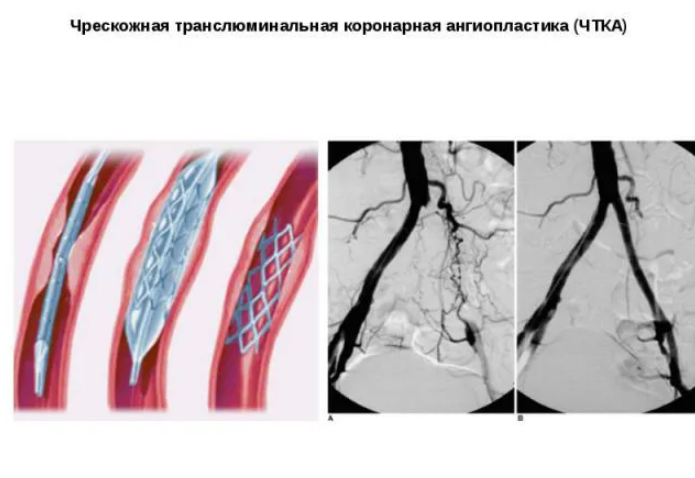 Чрескожная транслюминальная коронарная ангиопластика (ЧТКА)
A
B